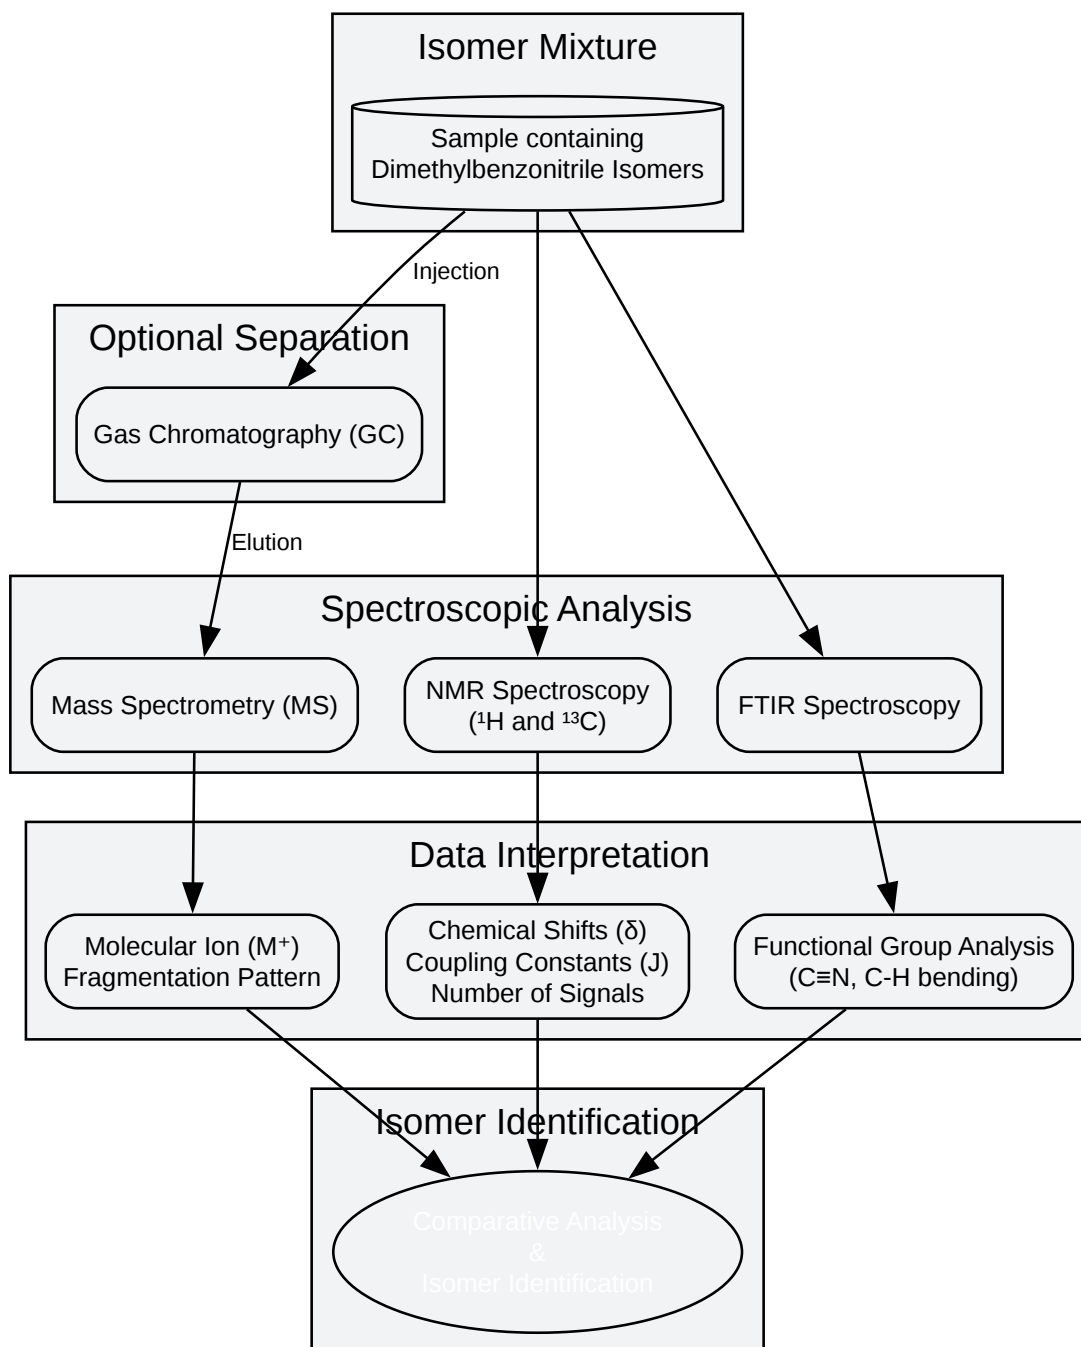 Isomer Mixture
Sample containing
Dimethylbenzonitrile Isomers
Injection
Optional Separation
Gas Chromatography (GC)
Elution
Spectroscopic Analysis
Mass Spectrometry (MS)
NMR Spectroscopy
(¹H and ¹³C)
FTIR Spectroscopy
Data Interpretation
Molecular Ion (M⁺)
Fragmentation Pattern
Chemical Shifts (δ)
Coupling Constants (J)
Number of Signals
Functional Group Analysis
(C≡N, C-H bending)
Isomer Identification
Comparative Analysis
&
Isomer Identification